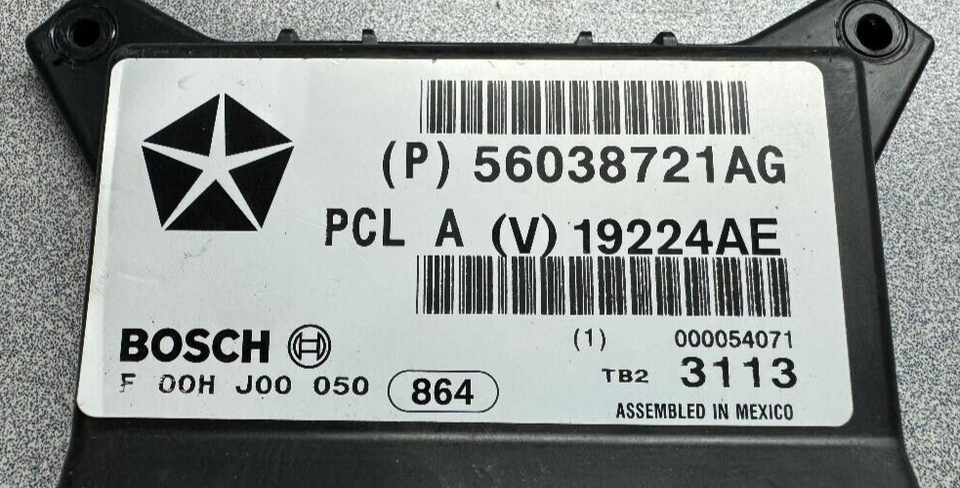 (P) 56038721AG
PCL A (V) 19224AE
BOSCH
(1) 000054071
F 00H J00 050 864
TB2 3113
ASSEMBLED IN MEXICO